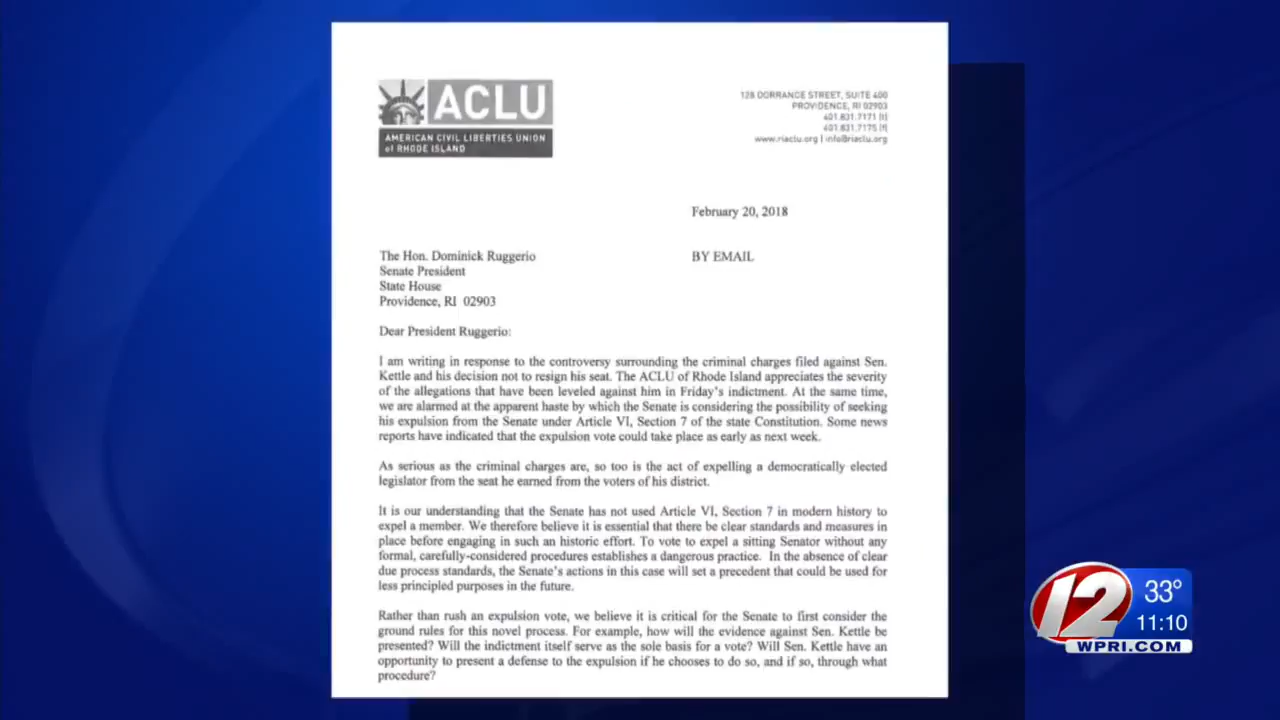 ACLU
AMERICAN CIVIL LIBERTIES UNION
of RHODE ISLAND
128 DORRANCE STREET, SUITE 400
PROVIDENCE, RI 02903
401.831.7171 (t)
401.831.7175 (f)
www.riaclu.org | info@riaclu.org
February 20, 2018
The Hon. Dominick Ruggerio
BY EMAIL
Senate President
State House
Providence, RI 02903
Dear President Ruggerio:
I am writing in response to the controversy surrounding the criminal charges filed against Sen.
Kettle and his decision not to resign his seat. The ACLU of Rhode Island appreciates the severity
of the allegations that have been leveled against him in Friday's indictment. At the same time,
we are alarmed at the apparent haste by which the Senate is considering the possibility of seeking
his expulsion from the Senate under Article VI, Section 7 of the state Constitution. Some news
reports have indicated that the expulsion vote could take place as early as next week.
As serious as the criminal charges are, so too is the act of expelling a democratically elected
legislator from the seat he earned from the voters of his district.
It is our understanding that the Senate has not used Article VI, Section 7 in modern history to
expel a member. We therefore believe it is essential that there be clear standards and measures in
place before engaging in such an historic effort. To vote to expel a sitting Senator without any
formal, carefully-considered procedures establishes a dangerous practice. In the absence of clear
due process standards, the Senate's actions in this case will set a precedent that could be used for
less principled purposes in the future.
Rather than rush an expulsion vote, we believe it is critical for the Senate to first consider the
ground rules for this novel process. For example, how will the evidence against Sen. Kettle be
presented? Will the indictment itself serve as the sole basis for a vote? Will Sen. Kettle have an
opportunity to present a defense to the expulsion if he chooses to do so, and if so, through what
procedure?
12
33°
11:10
WPRI.COM